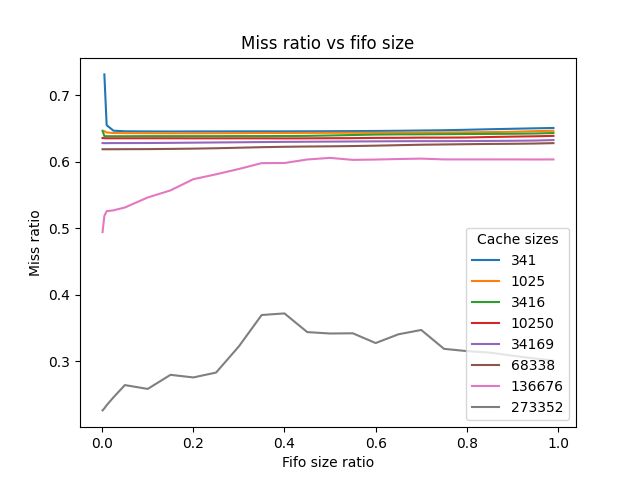 Miss ratio vs fifo size
Miss ratio
0.7
0.6
0.5
0.4
0.3
Cache sizes
341
1025
3416
10250
34169
68338
136676
273352
0.0 0.2 0.4 0.6 0.8 1.0
Fifo size ratio